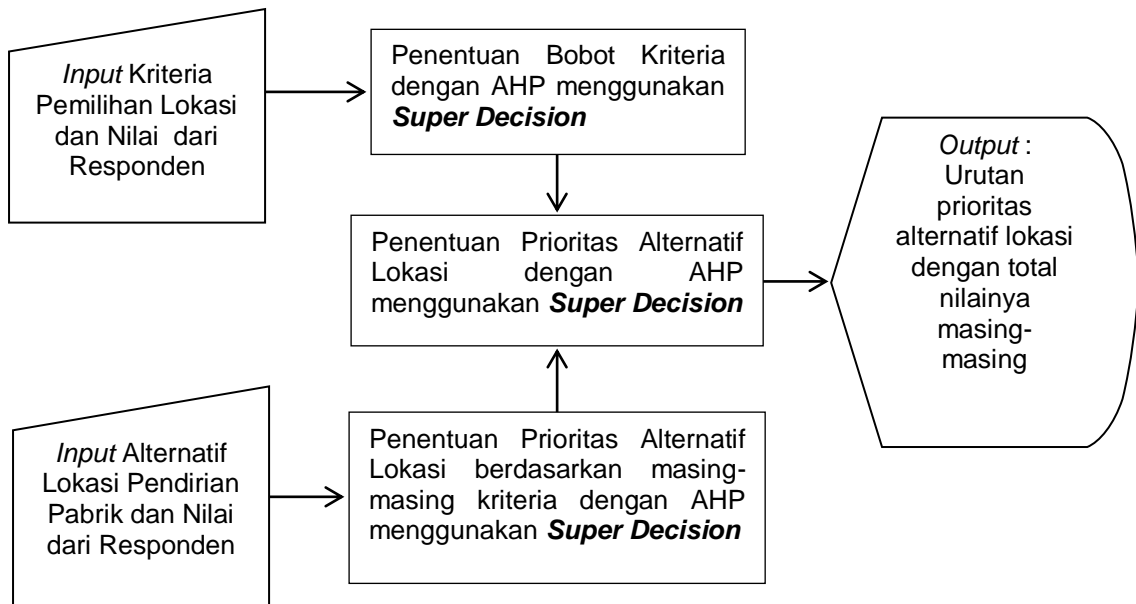 Input Kriteria
Pemilihan Lokasi
dan Nilai dari
Responden
Penentuan Bobot Kriteria
dengan AHP menggunakan
Super Decision
Penentuan Prioritas Alternatif
Lokasi dengan AHP
menggunakan Super Decision
Output :
Urutan
prioritas
alternatif lokasi
dengan total
nilainya
masing-
masing
Input Alternatif
Lokasi Pendirian
Pabrik dan Nilai
dari Responden
Penentuan Prioritas Alternatif
Lokasi berdasarkan masing-
masing kriteria dengan AHP
menggunakan Super Decision